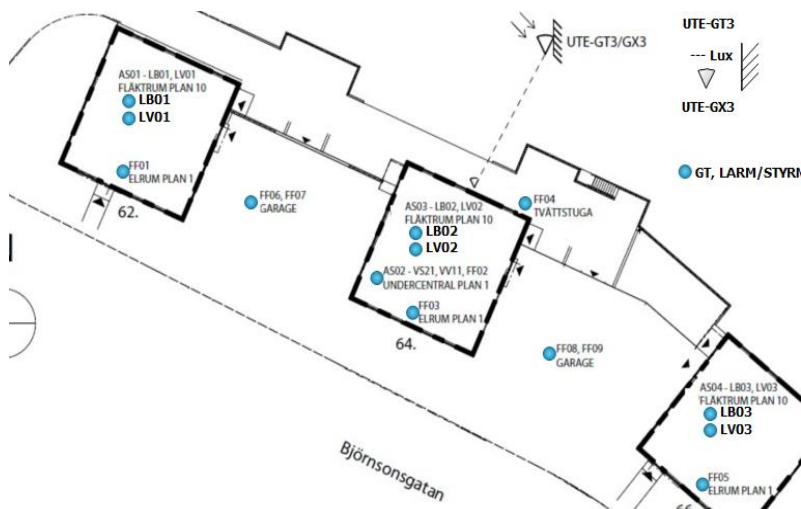 UTE-GT3/GX3
UTE-GT3
--- Lux
UTE-GX3
GT, LARM/STYRN
AS01 - LB01, LV01
FLÄKTRUM PLAN 10
LB01
LV01
FF01
ELRUM PLAN 1
62.
FF06, FF07
GARAGE
AS03 - LB02, LV02
FLÄKTRUM PLAN 10
LB02
LV02
AS02 - VS21, VV11, FF02
UNDERCENTRAL PLAN 1
FF03
ELRUM PLAN 1
64.
FF04
TVÄTTSTUGA
FF08, FF09
GARAGE
AS04 - LB03, LV03
FLÄKTRUM PLAN 10
LB03
LV03
FF05
ELRUM PLAN 1
Björnsonsgatan